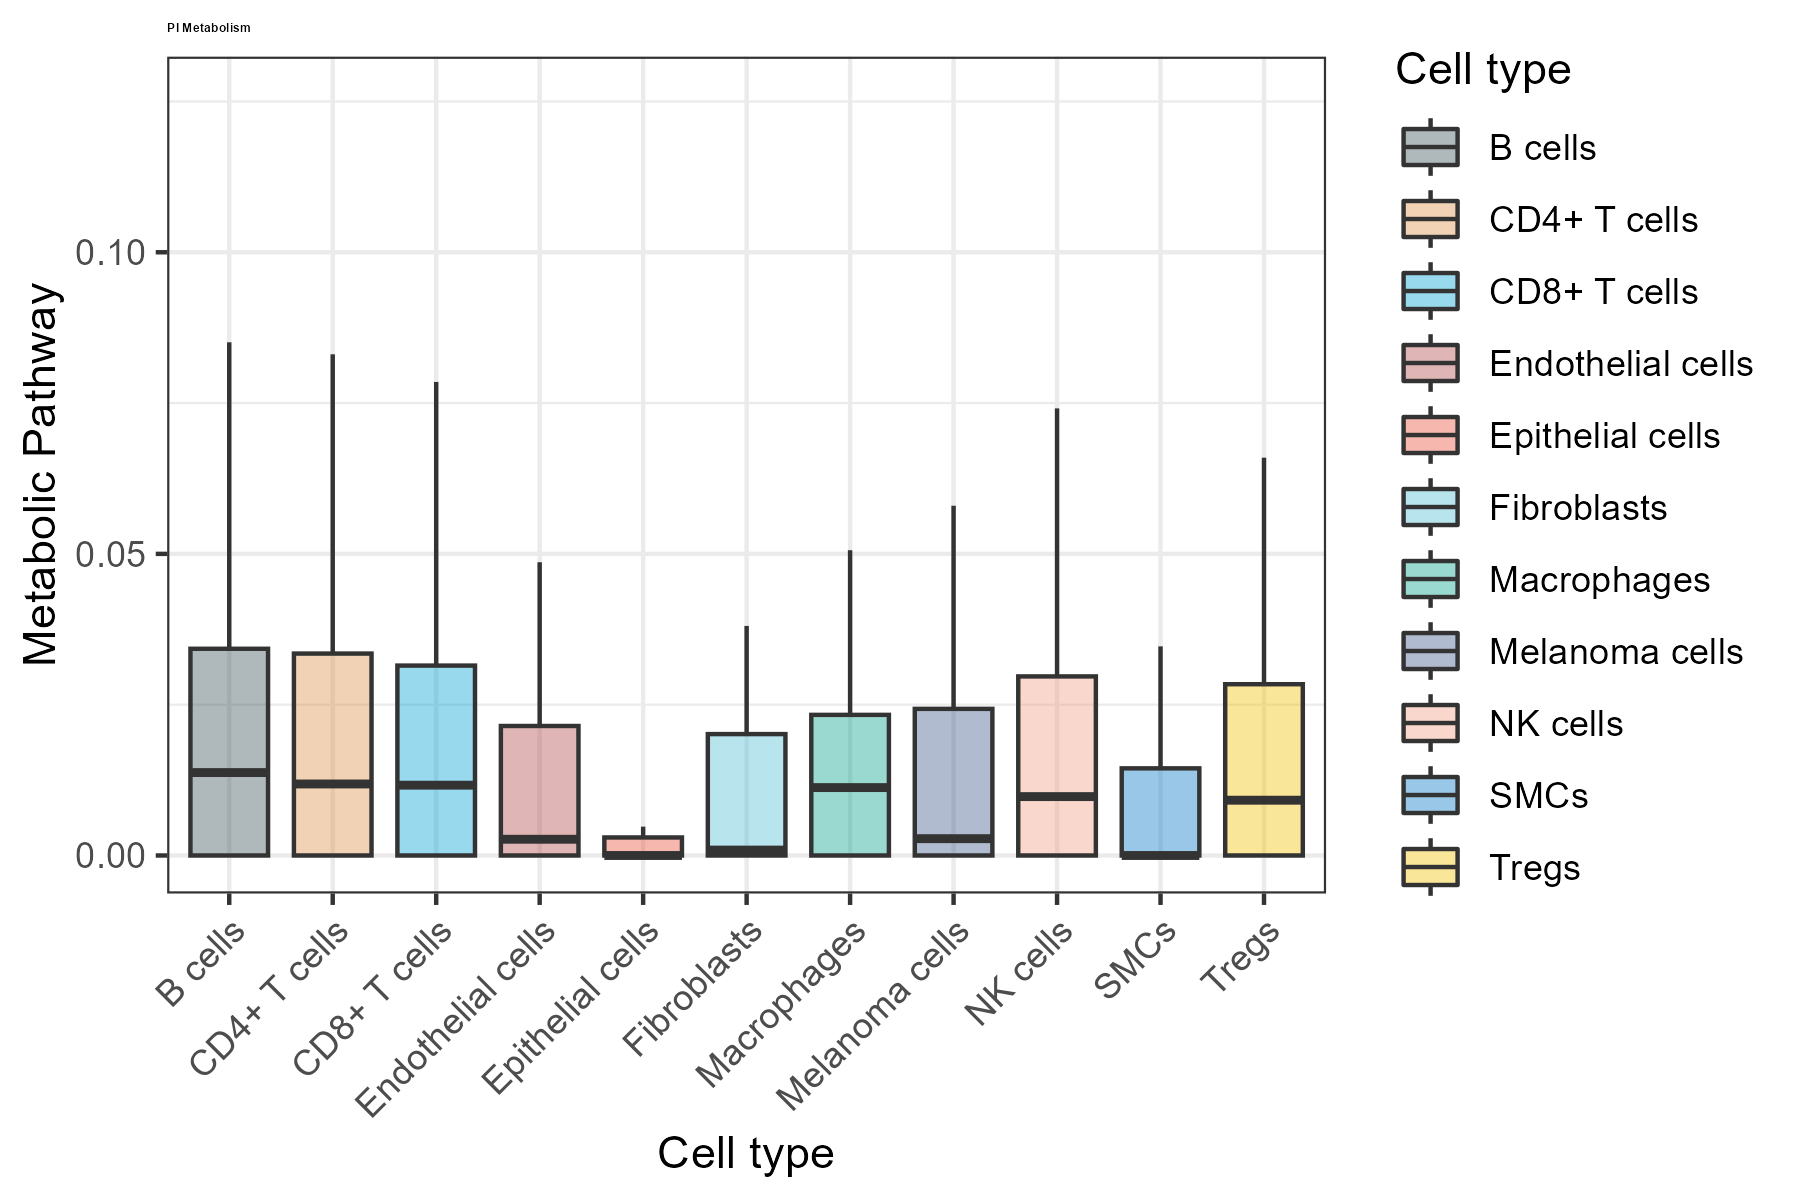 PI Metabolism
Metabolic Pathway
0.10
0.05
0.00
B cells
CD4+ T cells
CD8+ T cells
Endothelial cells
Epithelial cells
Fibroblasts
Macrophages
Melanoma cells
NK cells
SMCs
Tregs
Cell type
Cell type
B cells
CD4+ T cells
CD8+ T cells
Endothelial cells
Epithelial cells
Fibroblasts
Macrophages
Melanoma cells
NK cells
SMCs
Tregs